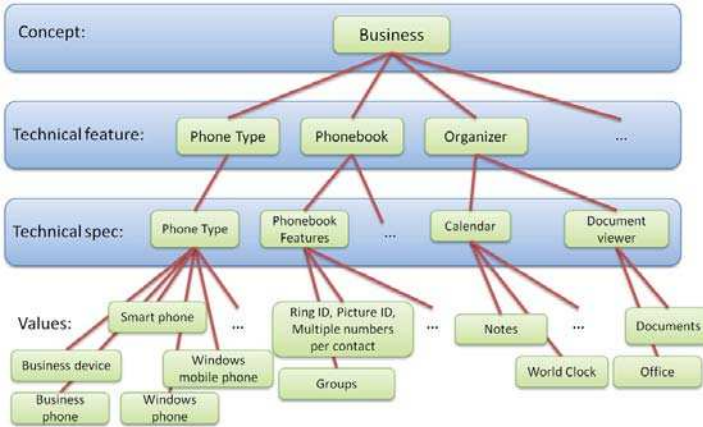 Concept:
Business
Technical feature:
Phone Type
Phonebook
Organizer
...
Technical spec:
Phone Type
Phonebook
Features
...
Calendar
Document
viewer
Values:
Smart phone
...
Ring ID, Picture ID,
Multiple numbers
per contact
...
Notes
...
Documents
Business device
Windows
mobile phone
Groups
World Clock
Office
Business
phone
Windows
phone